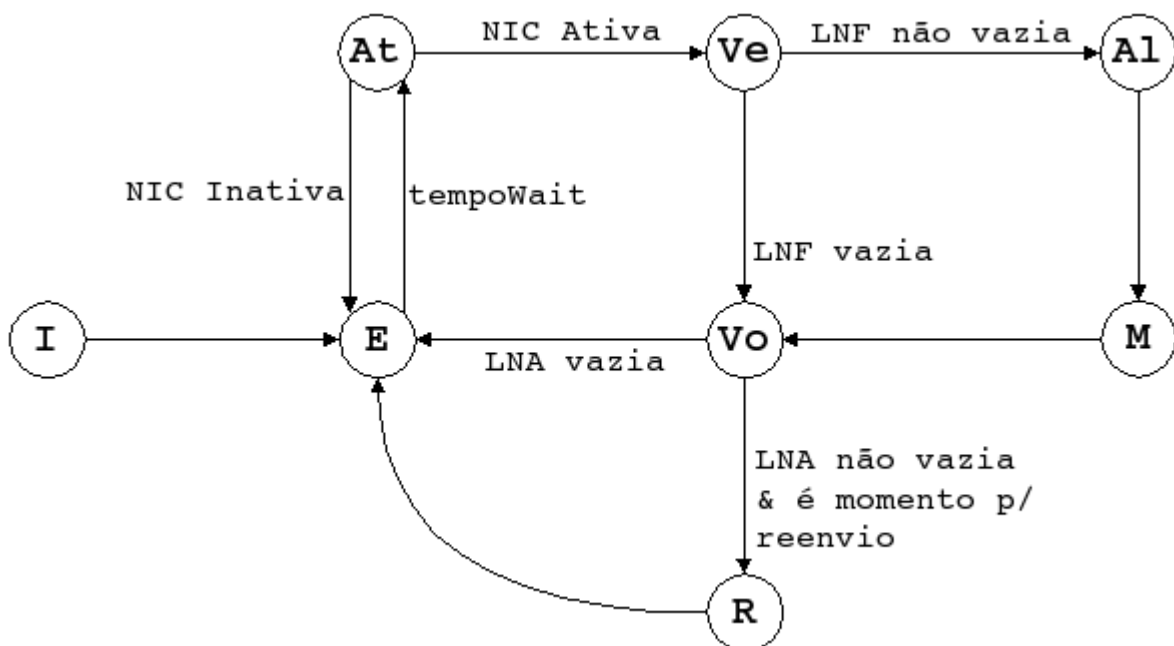 At
NIC Ativa
Ve
LNF não vazia
Al
NIC Inativa
tempoWait
LNF vazia
I
E
LNA vazia
Vo
M
LNA não vazia
& é momento p/
reenvio
R